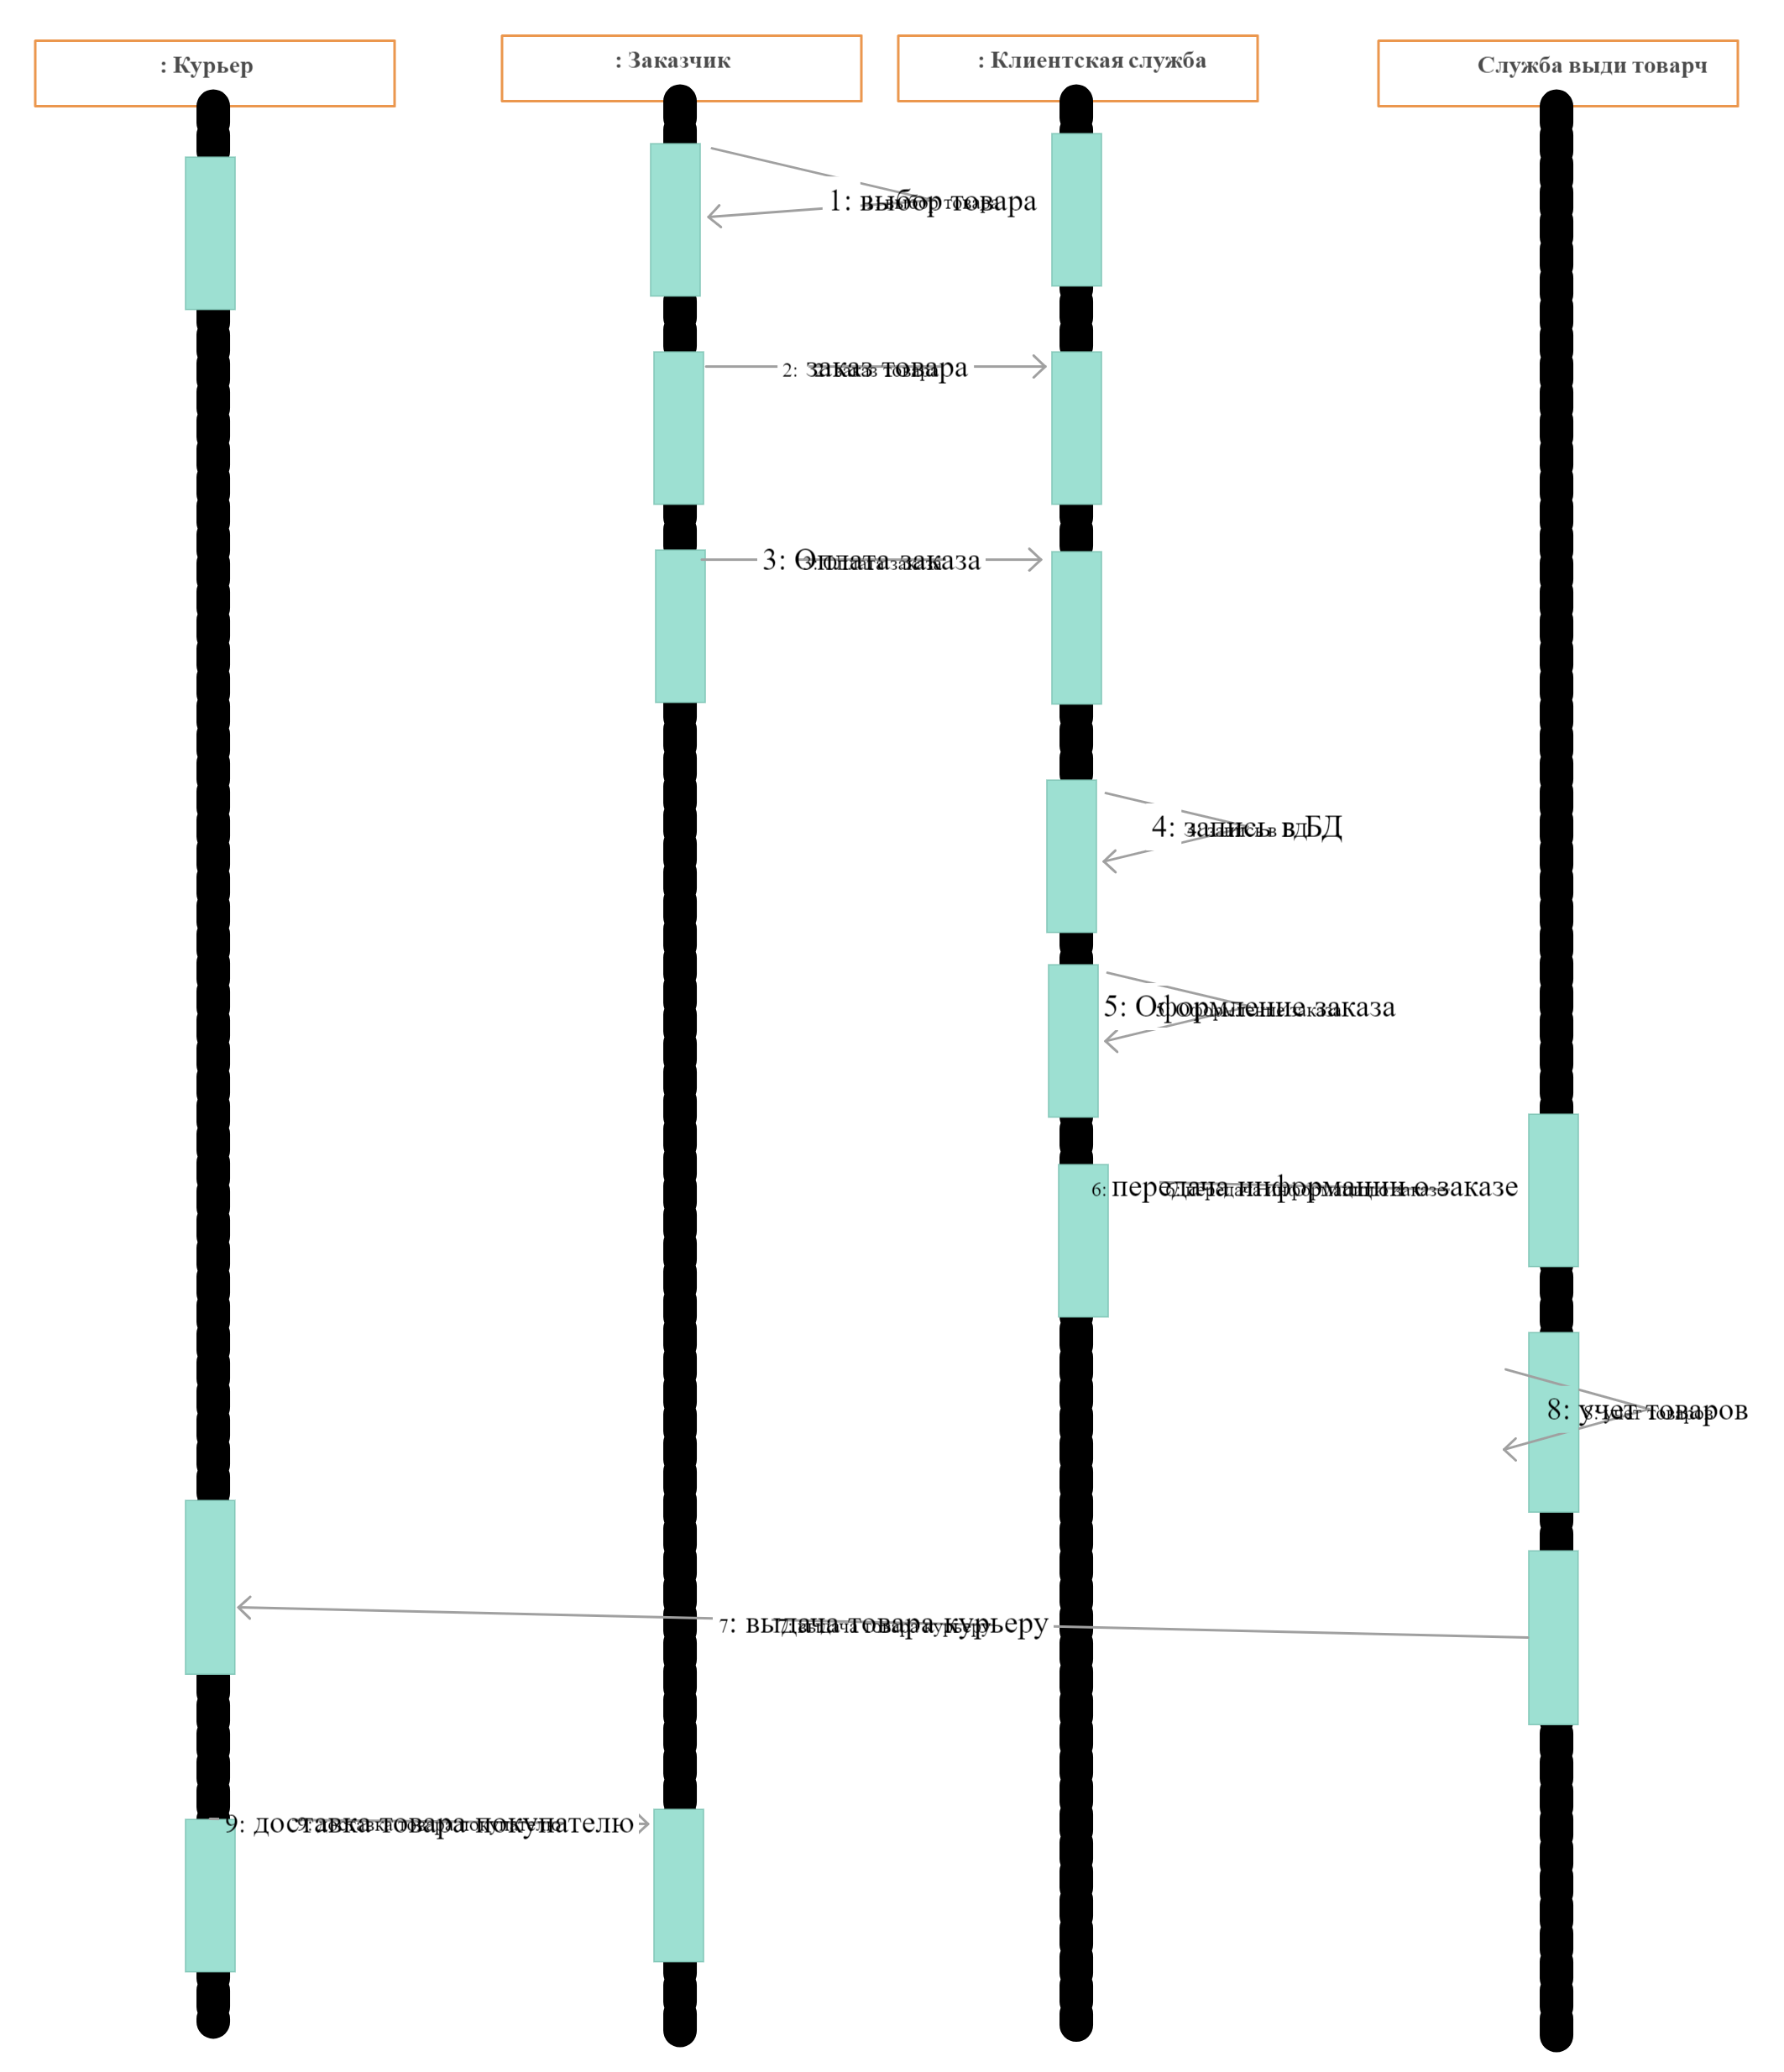 : Курьер
: Заказчик
: Клиентская служба
Служба выди товарч
1: выбор товара
2: заказ товара
3: Оплата заказа
4: запись в БД
5: Оформление заказа
6: передача информации о заказе
8: учет товаров
7: выдача товара курьеру
9: доставка товара покупателю